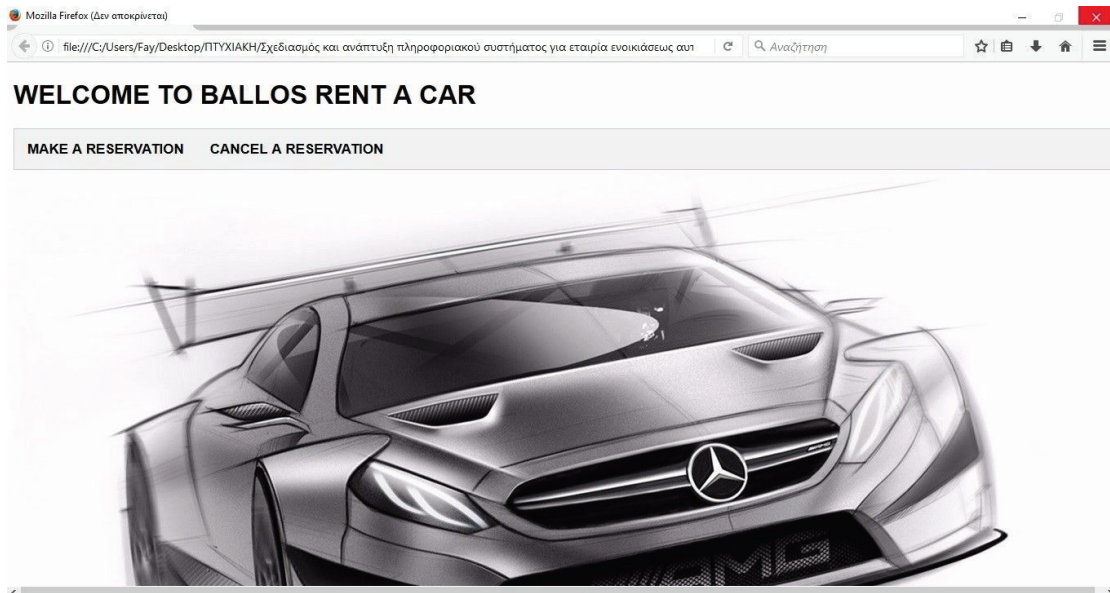 Mozilla Firefox (Δεν αποκρίνεται)
file:///C:/Users/Fay/Desktop/ΠΤΥΧΙΑΚΗ/Σχεδιασμός και ανάπτυξη πληροφοριακού συστήματος για εταιρία ενοικιάσεως αυτ
Αναζήτηση
WELCOME TO BALLOS RENT A CAR
MAKE A RESERVATION CANCEL A RESERVATION
AMG